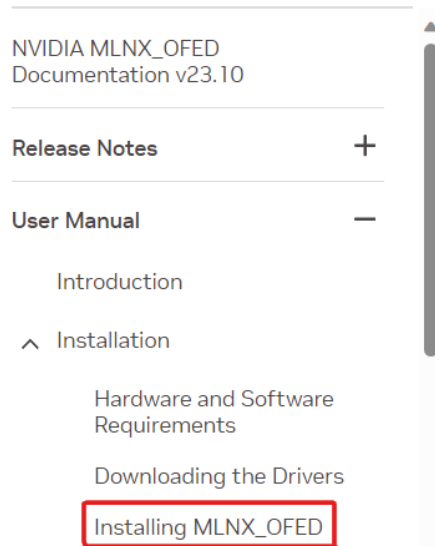 NVIDIA MLNX_OFED
Documentation v23.10
Release Notes
User Manual
Introduction
Installation
Hardware and Software
Requirements
Downloading the Drivers
Installing MLNX_OFED